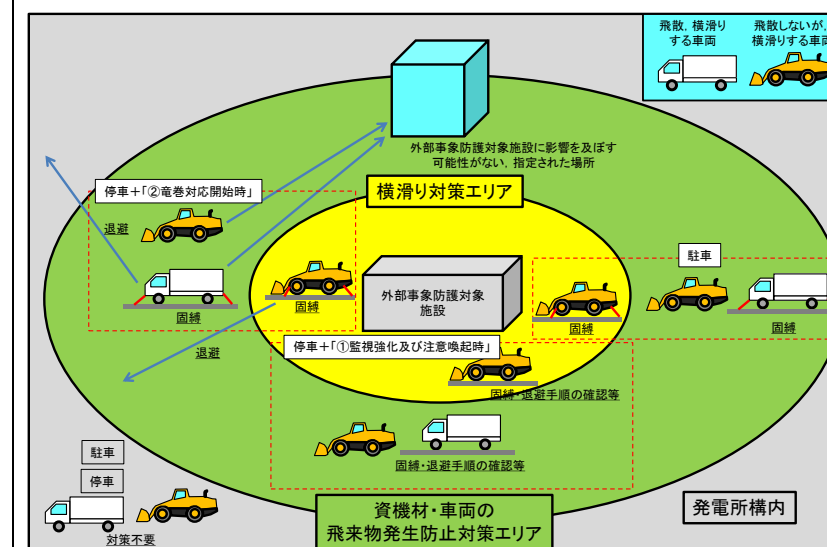 飛散，横滑り
する車両
飛散しないが，
横滑りする車両
外部事象防護対象施設に影響を及ぼす
可能性がない，指定された場所
停車＋「②竜巻対応開始時」
横滑り対策エリア
退避
駐車
外部事象防護対象
施設
固縛
固縛
固縛
固縛
停車＋「①監視強化及び注意喚起時」
退避
固縛・退避手順の確認等
固縛・退避手順の確認等
駐車
停車
対策不要
資機材・車両の
飛来物発生防止対策エリア
発電所構内